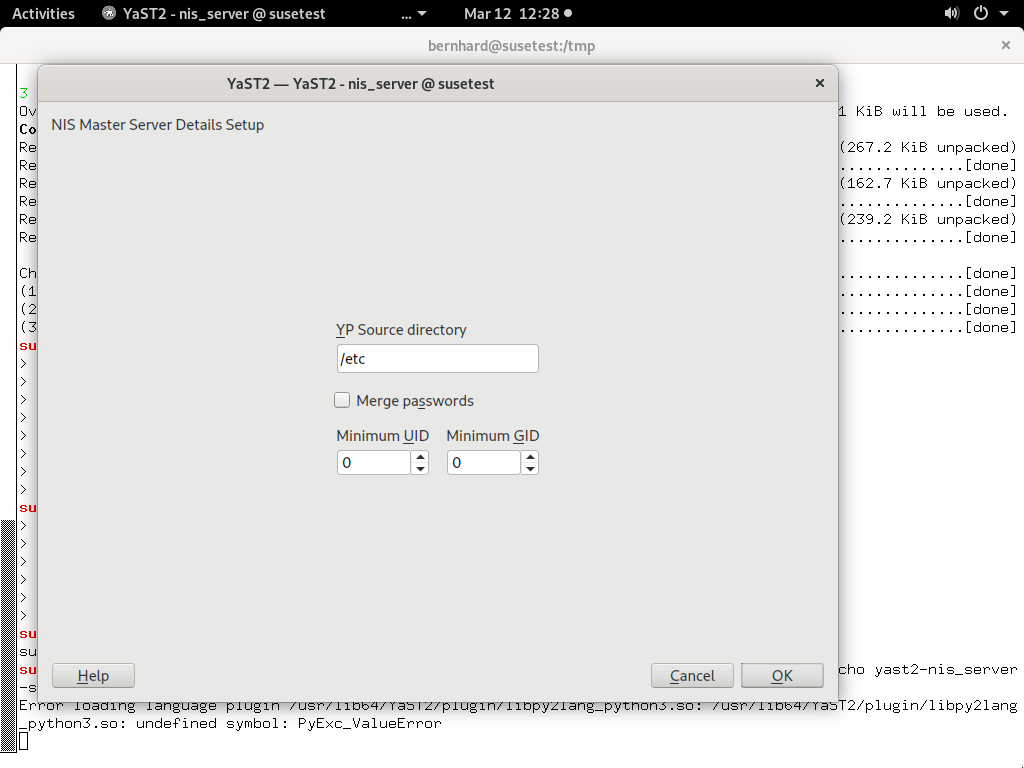 Activities YaST2 - nis_server @ susetest ... Mar 12 12:28
bernhard@susetest:/tmp
YaST2 — YaST2 - nis_server @ susetest
NIS Master Server Details Setup
YP Source directory
/etc
Merge passwords
Minimum UID Minimum GID
0 0
Help Cancel OK
3
Ov 1 KiB will be used.
Co
Re (267.2 KiB unpacked)
Re ..............[done]
Re (162.7 KiB unpacked)
Re ..............[done]
Re (239.2 KiB unpacked)
Re ..............[done]
Ch ..............[done]
(1 ..............[done]
(2 ..............[done]
(3 ..............[done]
su
>
>
>
>
>
>
>
>
su
>
>
>
>
>
>
su
su
su cho yast2-nis_server
-s
Error loading language plugin /usr/lib64/YaST2/plugin/libpy2lang_python3.so: /usr/lib64/YaST2/plugin/libpy2lang
_python3.so: undefined symbol: PyExc_ValueError